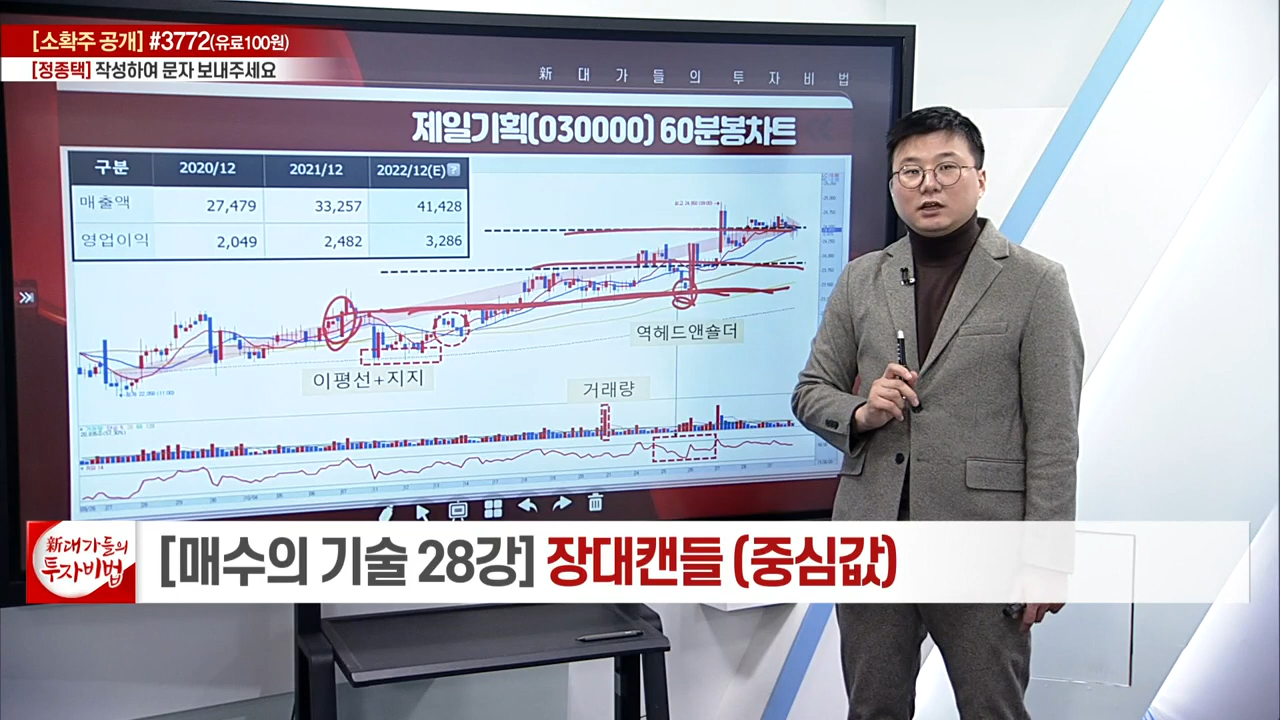 [소확주 공개] #3772(유료100원)
[정종택] 작성하여 문자 보내주세요
新 대가들의 투자비법
제일기획(030000) 60분봉차트
구분 2020/12 2021/12 2022/12(E) ?
매출액 27,479 33,257 41,428
영업이익 2,049 2,482 3,286
역헤드앤숄더
이평선+지지
거래량
新대가들의
투자비법
[매수의 기술 28강] 장대캔들 (중심값)